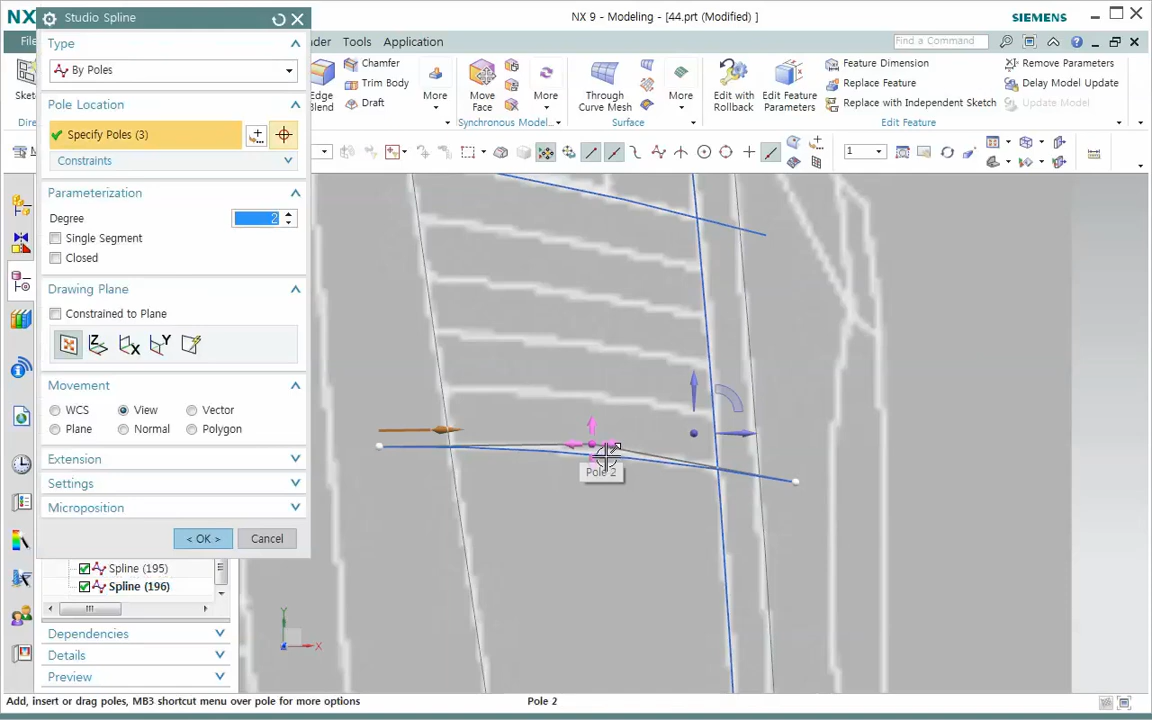 NX
Studio Spline
NX 9 - Modeling - [44.prt (Modified) ]
SIEMENS
Type
By Poles
Pole Location
Specify Poles (3)
Constraints
Parameterization
Degree
2
Single Segment
Closed
Drawing Plane
Constrained to Plane
Movement
WCS
View
Vector
Plane
Normal
Polygon
Extension
Settings
Microposition
< OK >
Cancel
Tools
Application
Find a Command
Chamfer
Trim Body
Draft
Edge
Blend
More
Move
Face
More
Synchronous Model...
Through
Curve Mesh
More
Surface
Edit with
Rollback
Edit Feature
Parameters
Feature Dimension
Replace Feature
Replace with Independent Sketch
Remove Parameters
Delay Model Update
Update Model
Edit Feature
1
Pole 2
Y
X
Spline (195)
Spline (196)
Dependencies
Details
Preview
Add, insert or drag poles, MB3 shortcut menu over pole for more options
Pole 2